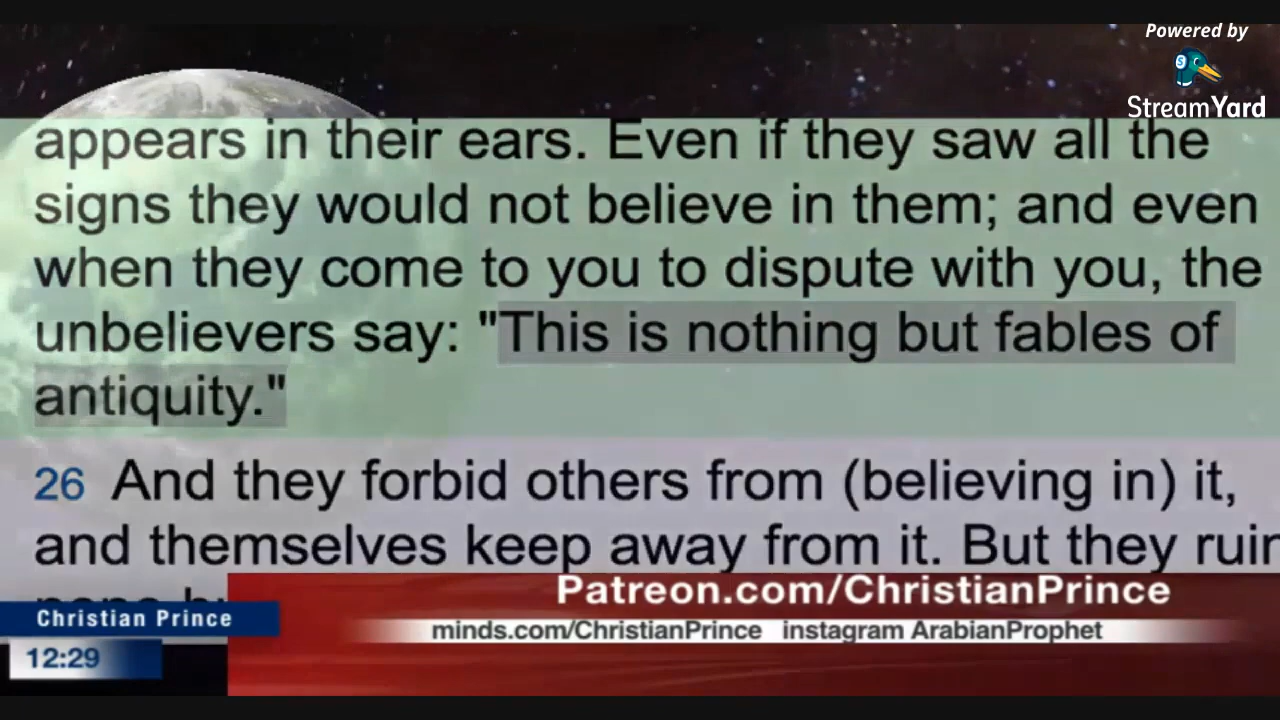 Powered by
StreamYard
appears in their ears. Even if they saw all the
signs they would not believe in them; and even
when they come to you to dispute with you, the
unbelievers say: "This is nothing but fables of
antiquity."
26 And they forbid others from (believing in) it,
and themselves keep away from it. But they ruin
Patreon.com/ChristianPrince
Christian Prince
minds.com/ChristianPrince instagram ArabianProphet
12:29